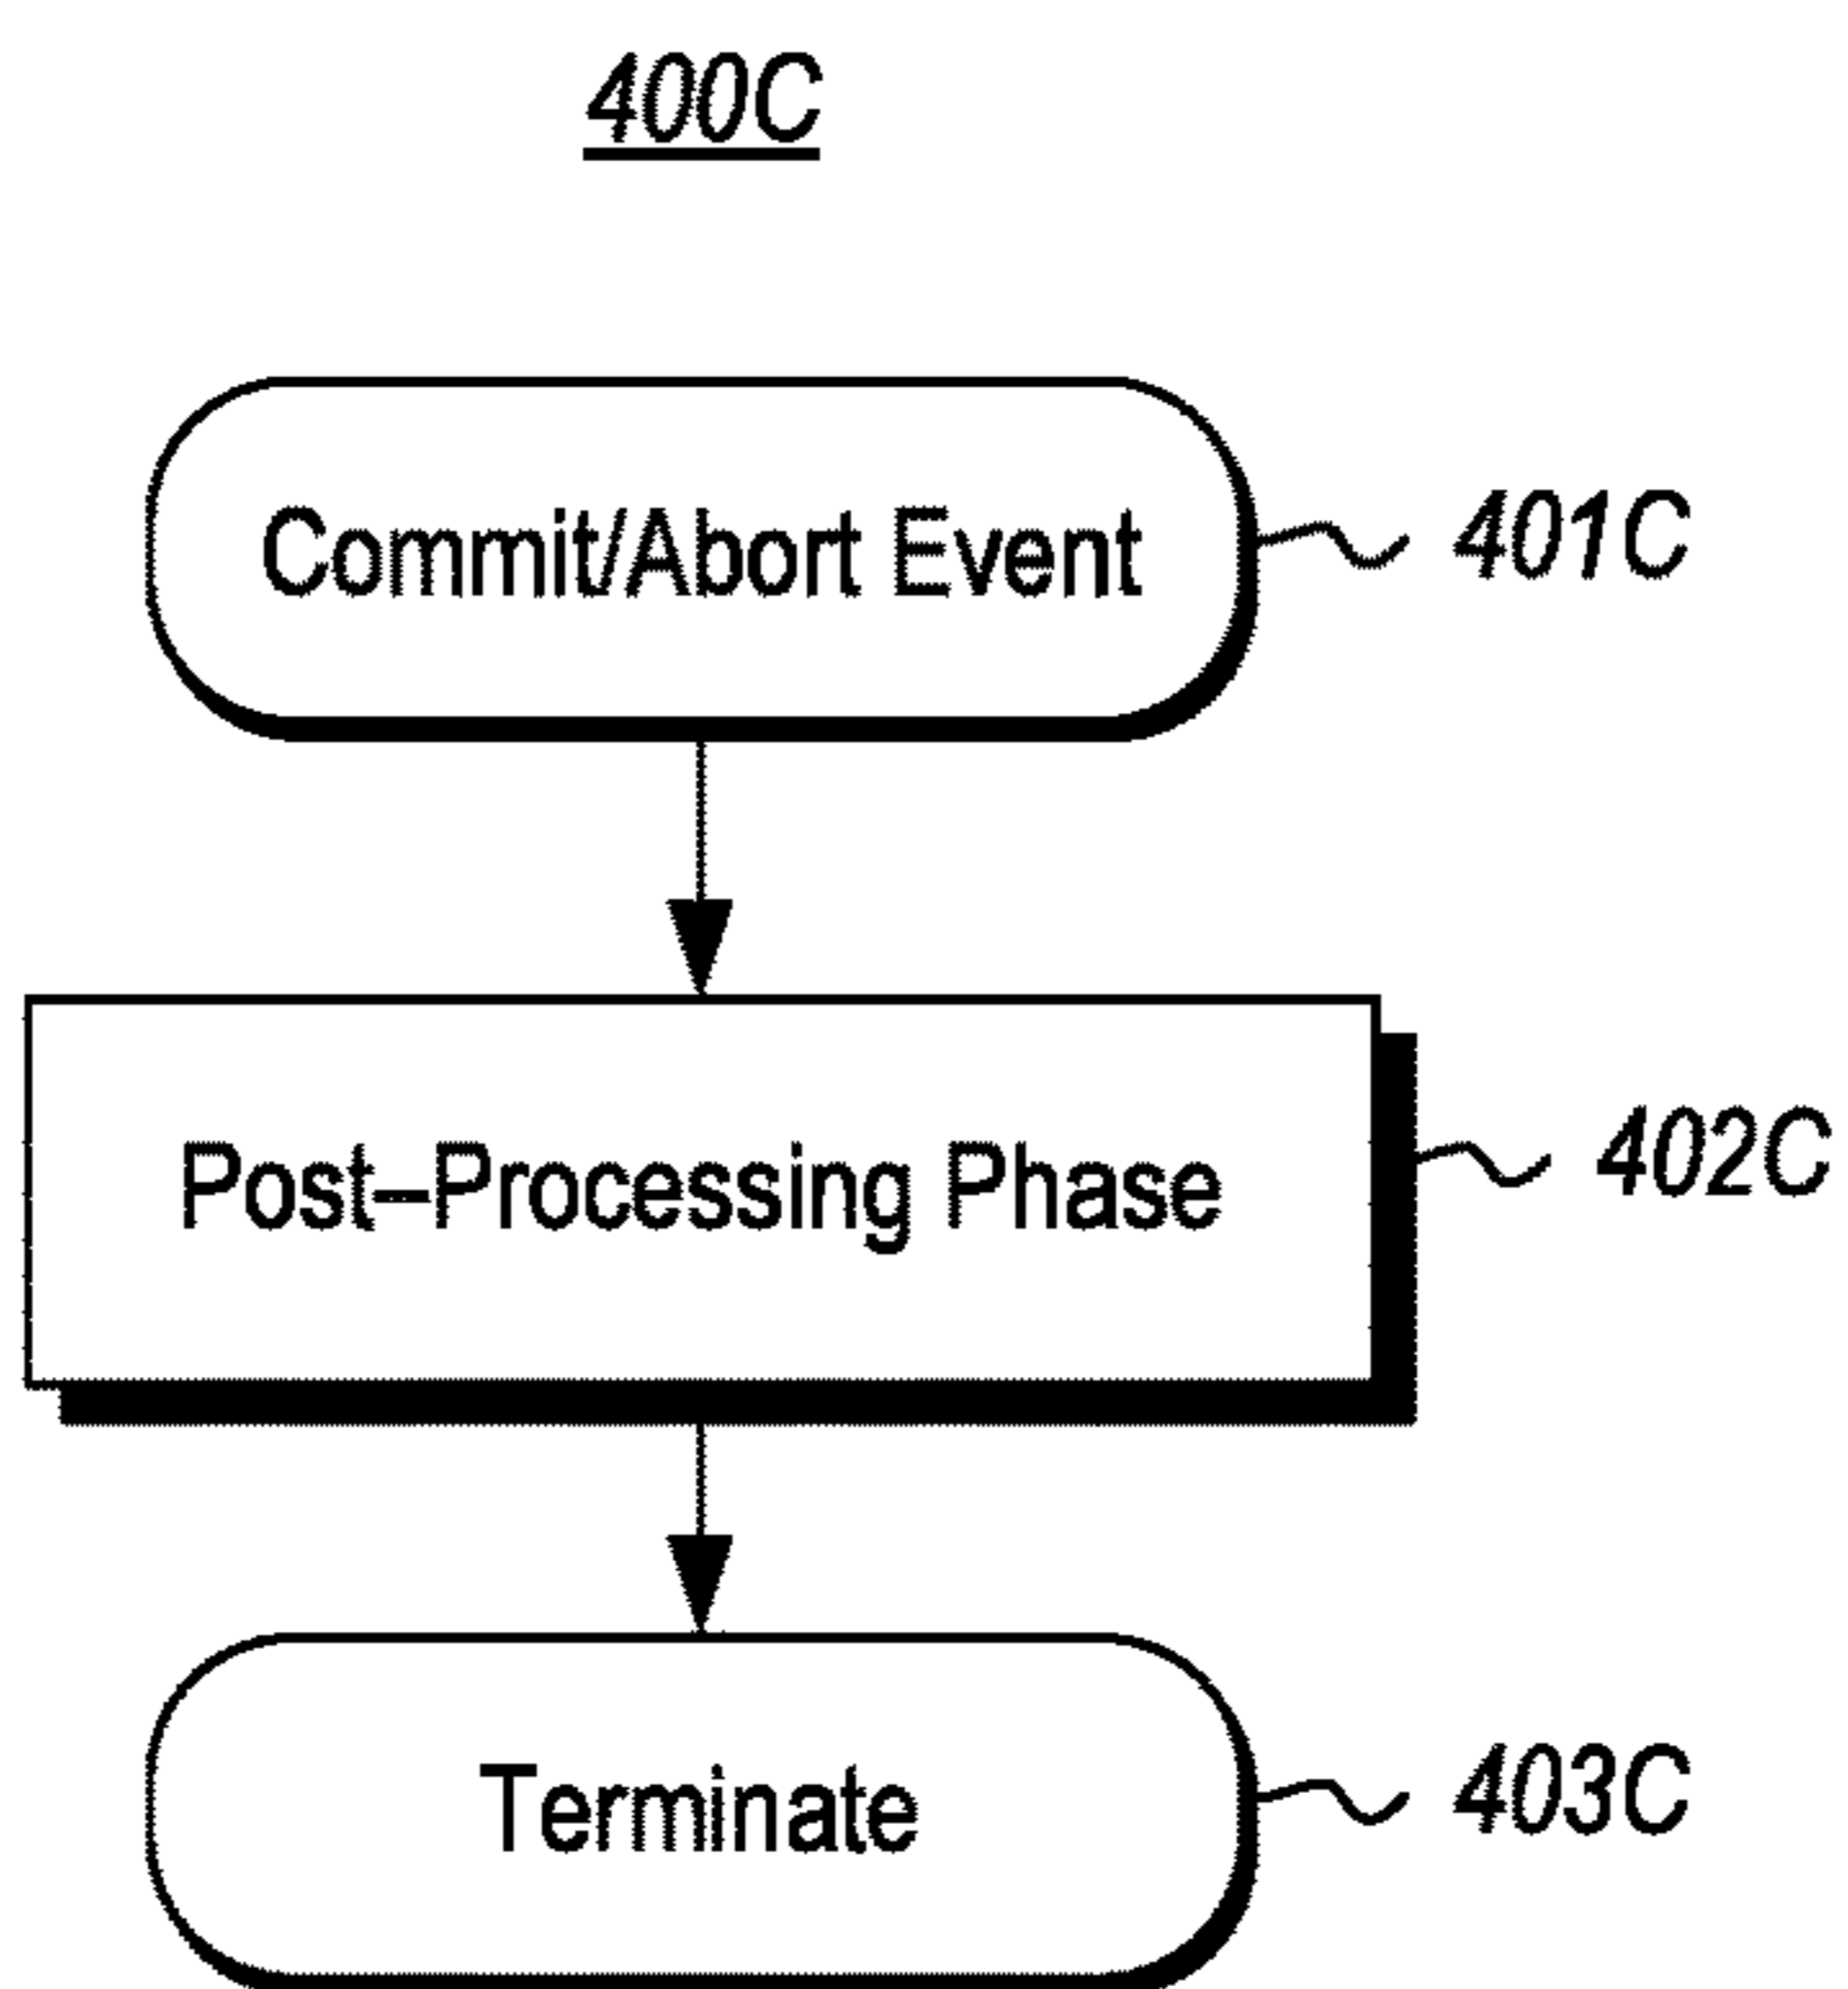 400C
Commit/Abort Event
401C
Post–Processing Phase
402C
Terminate
403C